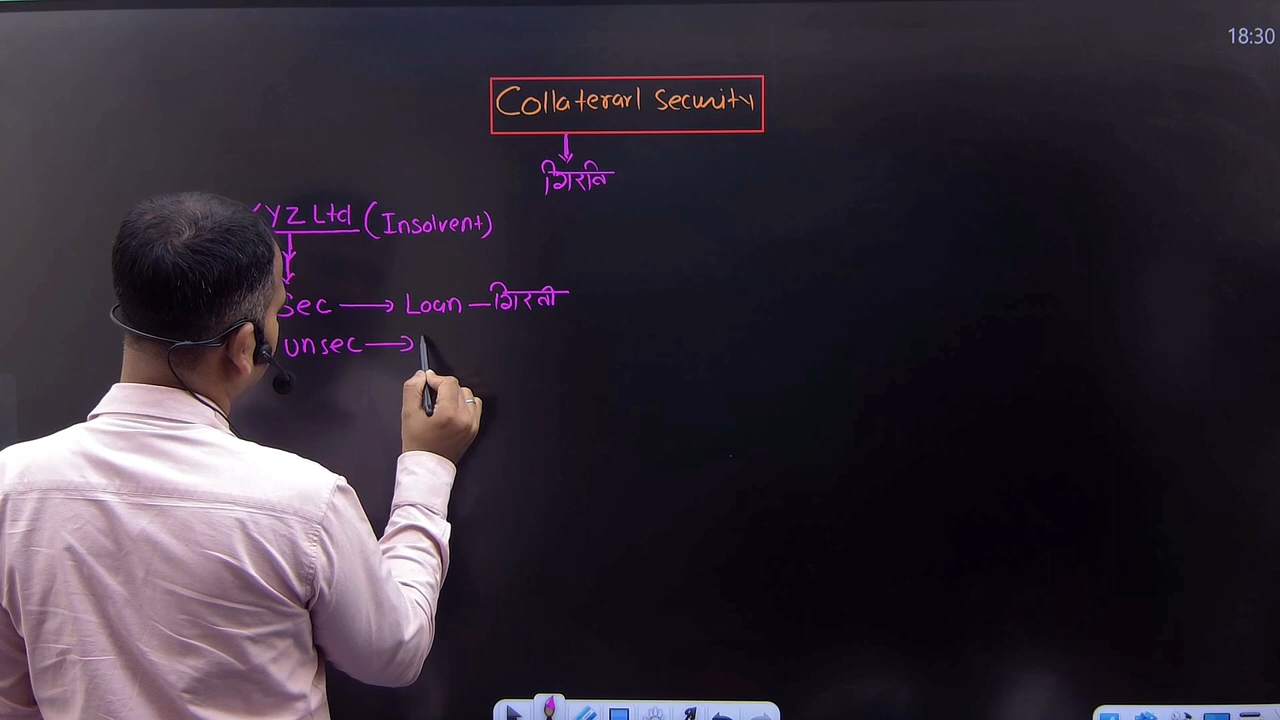 18:30
Collaterarl Security
गिरवि
YZ Ltd (Insolvent)
Sec → Loan - गिरवी
unsec →